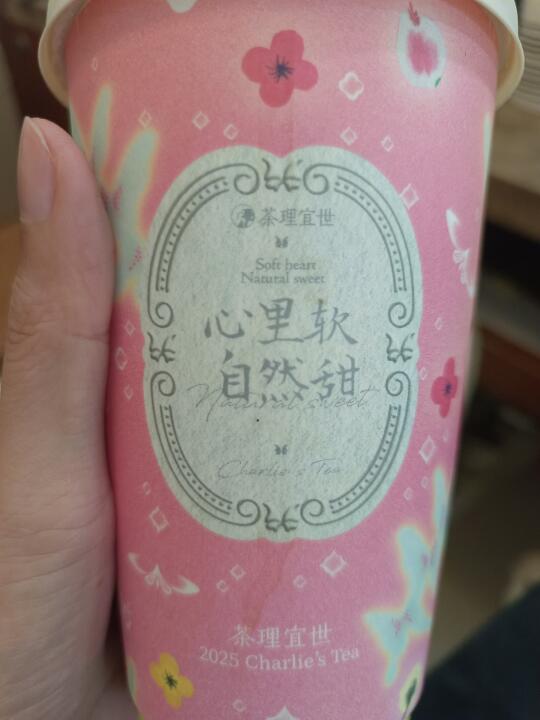 茶理宜世
Soft heart
Natural sweet
心里软
自然甜
Natural sweet
Charlie's Tea
茶理宜世
2025 Charlie's Tea